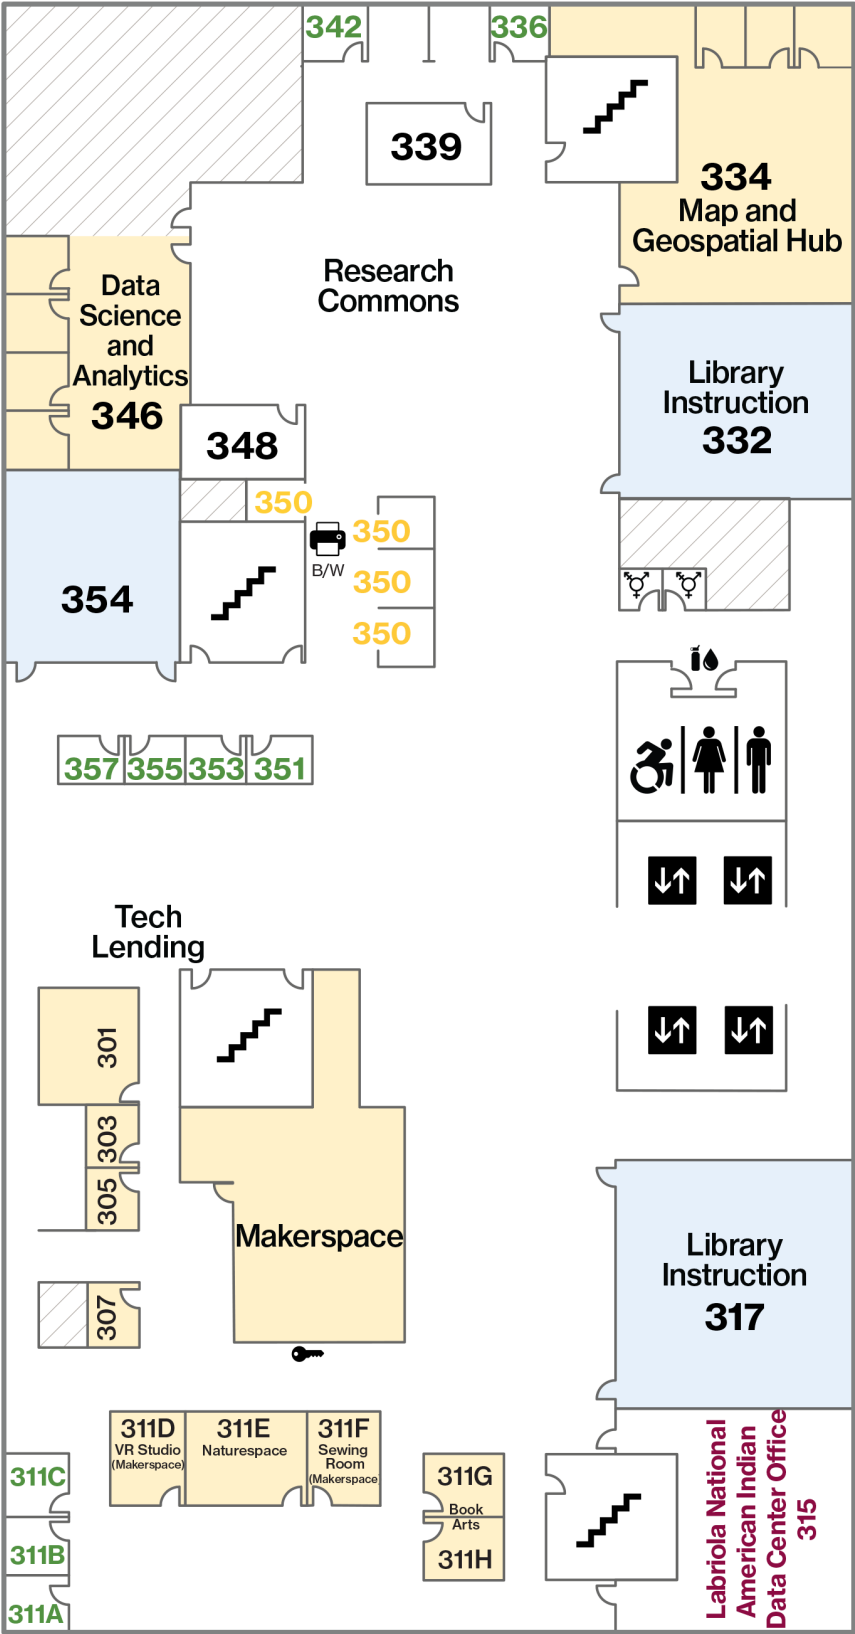 342
336
339
334
Map and
Geospatial Hub
Research
Commons
Data
Science
and
Analytics
346
Library
Instruction
332
348
350
350
B/W
350
350
354
357
355
353
351
Tech
Lending
301
303
305
307
Makerspace
Library
Instruction
317
311D
VR Studio
(Makerspace)
311E
Naturespace
311F
Sewing
Room
(Makerspace)
311G
Book
Arts
311H
311C
311B
311A
Labriola National
American Indian
Data Center Office
315